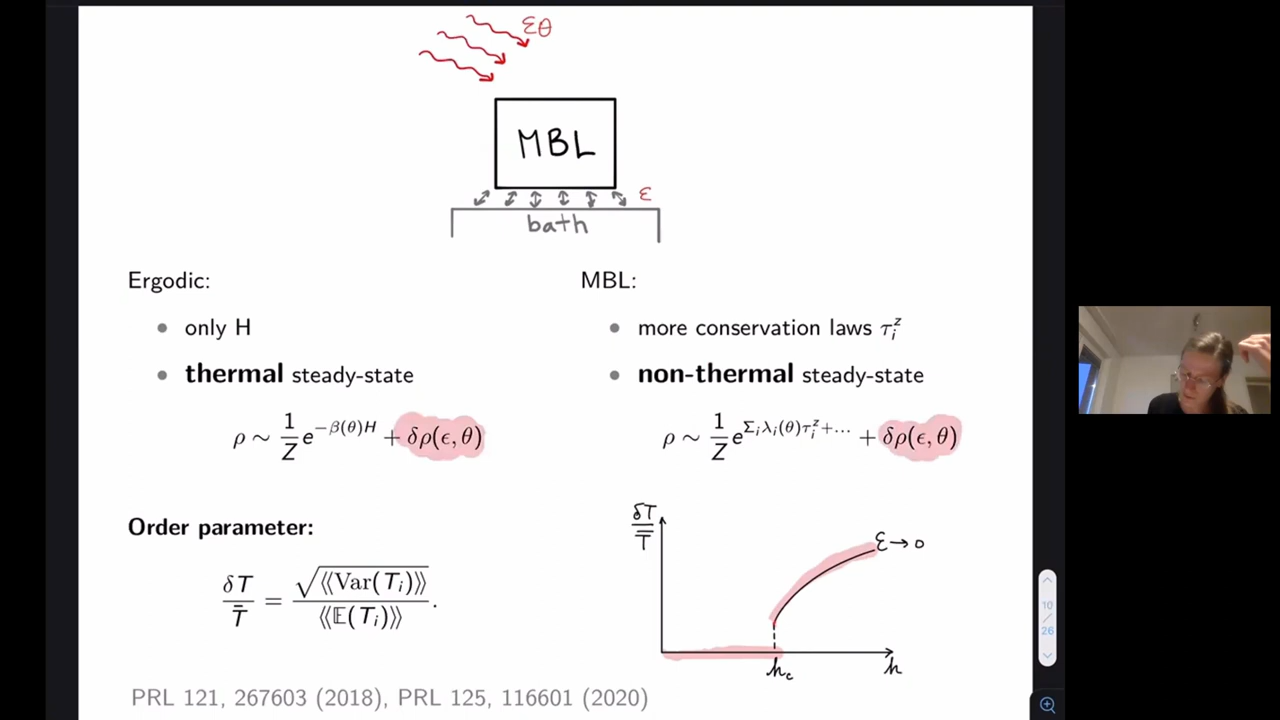 εθ
MBL
ε
bath
Ergodic:
• only H
• thermal steady-state
ρ ∼ 1/Z e^{−β(θ)H} + δρ(ϵ, θ)
MBL:
• more conservation laws τ_i^z
• non-thermal steady-state
ρ ∼ 1/Z e^{Σ_i λ_i(θ)τ_i^z+…} + δρ(ϵ, θ)
Order parameter:
δT/T̄ = √⟨⟨Var(T_i)⟩⟩ / ⟨⟨𝔼(T_i)⟩⟩.
δT/T̄
ε→0
h_c
h
PRL 121, 267603 (2018), PRL 125, 116601 (2020)
10
/
26